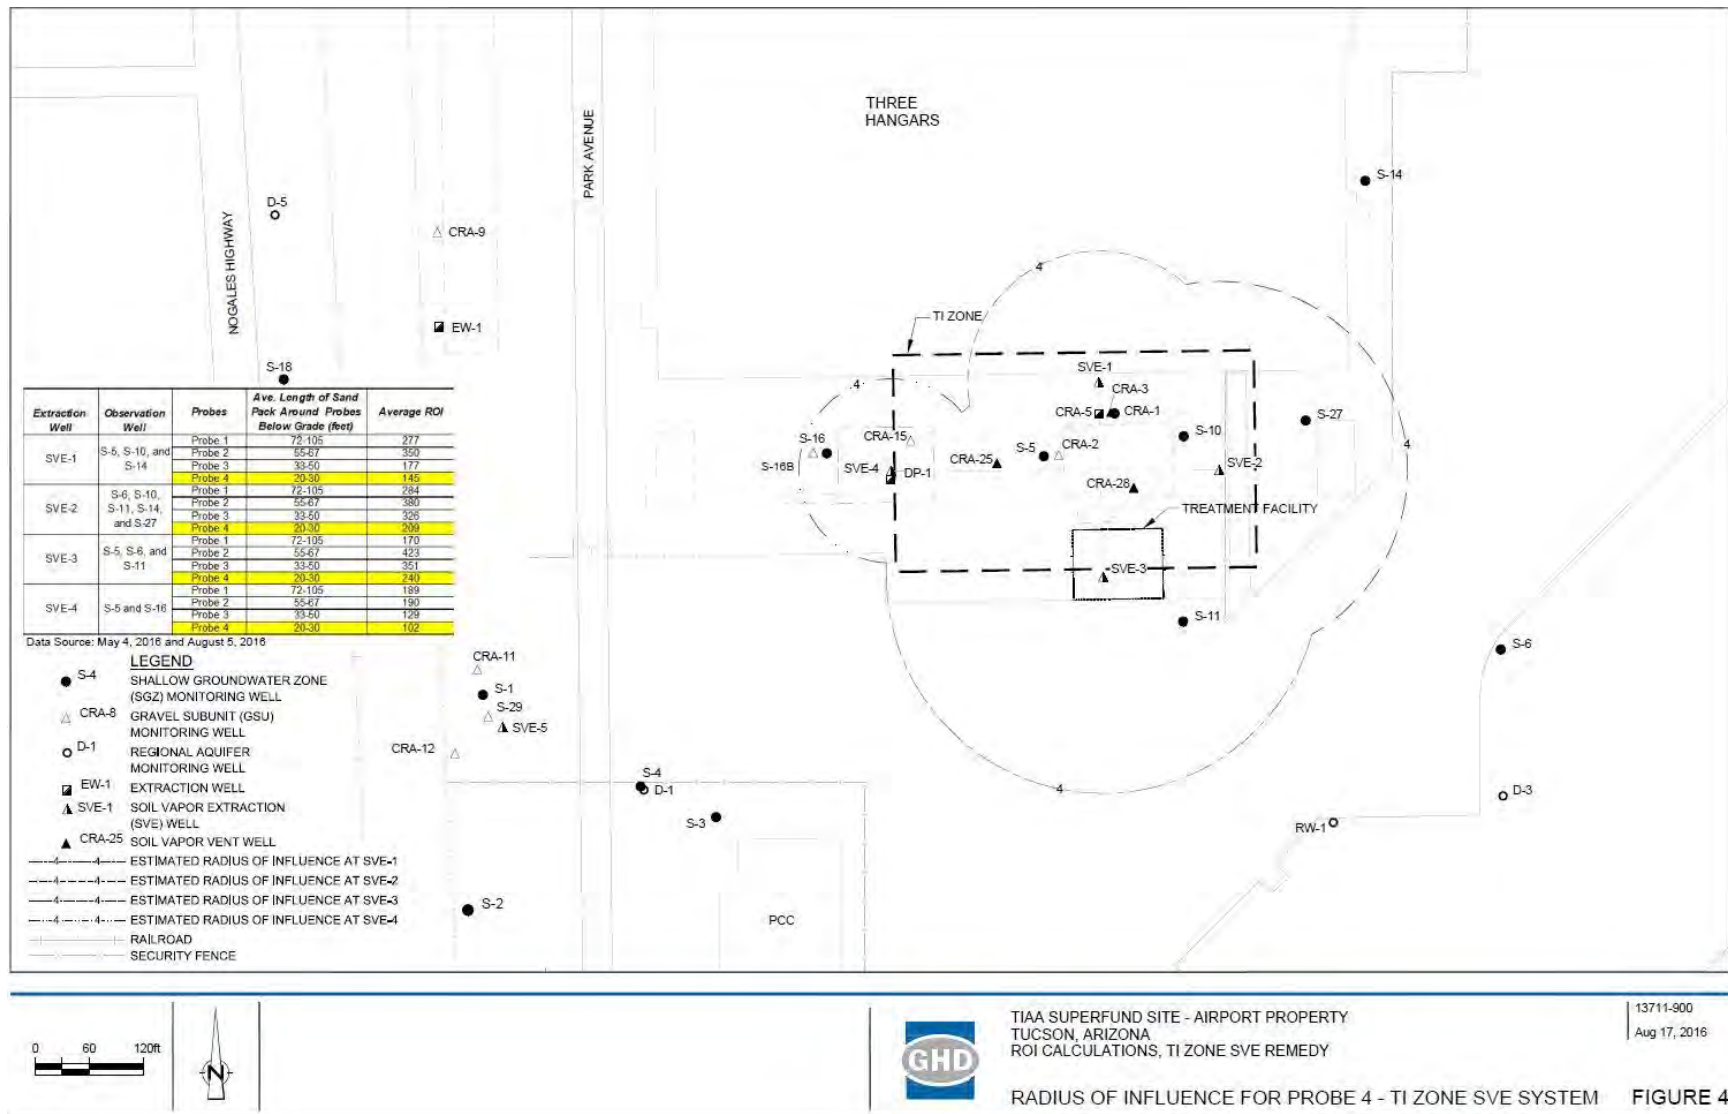 THREE
HANGARS
S-14
D-5
CRA-9
NOGALES HIGHWAY
PARK AVENUE
4
EW-1
TI ZONE
S-18
SVE-1
CRA-3
CRA-5
CRA-1
4
S-16
CRA-15
S-5
CRA-2
S-10
S-27
4
S-16B
SVE-4
DP-1
CRA-25
CRA-28
SVE-2
TREATMENT FACILITY
SVE-3
S-11
S-6
CRA-11
S-1
S-29
SVE-5
CRA-12
S-4
D-1
S-3
4
D-3
RW-1
S-2
PCC
Extraction Well Observation Well Probes Ave. Length of Sand Pack Around Probes Below Grade (feet) Average ROI
SVE-1 S-5, S-10, and S-14
Probe 1 72-105 277
Probe 2 55-67 350
Probe 3 33-50 177
Probe 4 20-30 145
SVE-2 S-6, S-10, S-11, S-14, and S-27
Probe 1 72-105 284
Probe 2 55-67 380
Probe 3 33-50 326
Probe 4 20-30 209
SVE-3 S-5, S-6, and S-11
Probe 1 72-105 170
Probe 2 55-67 423
Probe 3 33-50 351
Probe 4 20-30 240
SVE-4 S-5 and S-16
Probe 1 72-105 189
Probe 2 55-67 190
Probe 3 33-50 129
Probe 4 20-30 102
Data Source: May 4, 2016 and August 5, 2016
LEGEND
S-4 SHALLOW GROUNDWATER ZONE
(SGZ) MONITORING WELL
CRA-8 GRAVEL SUBUNIT (GSU)
MONITORING WELL
D-1 REGIONAL AQUIFER
MONITORING WELL
EW-1 EXTRACTION WELL
SVE-1 SOIL VAPOR EXTRACTION
(SVE) WELL
CRA-25 SOIL VAPOR VENT WELL
4 4 ESTIMATED RADIUS OF INFLUENCE AT SVE-1
4 4 ESTIMATED RADIUS OF INFLUENCE AT SVE-2
4 4 ESTIMATED RADIUS OF INFLUENCE AT SVE-3
4 4 ESTIMATED RADIUS OF INFLUENCE AT SVE-4
RAILROAD
SECURITY FENCE
0 60 120ft
N
GHD
TIAA SUPERFUND SITE - AIRPORT PROPERTY
TUCSON, ARIZONA
ROI CALCULATIONS, TI ZONE SVE REMEDY
RADIUS OF INFLUENCE FOR PROBE 4 - TI ZONE SVE SYSTEM
13711-900
Aug 17, 2016
FIGURE 4